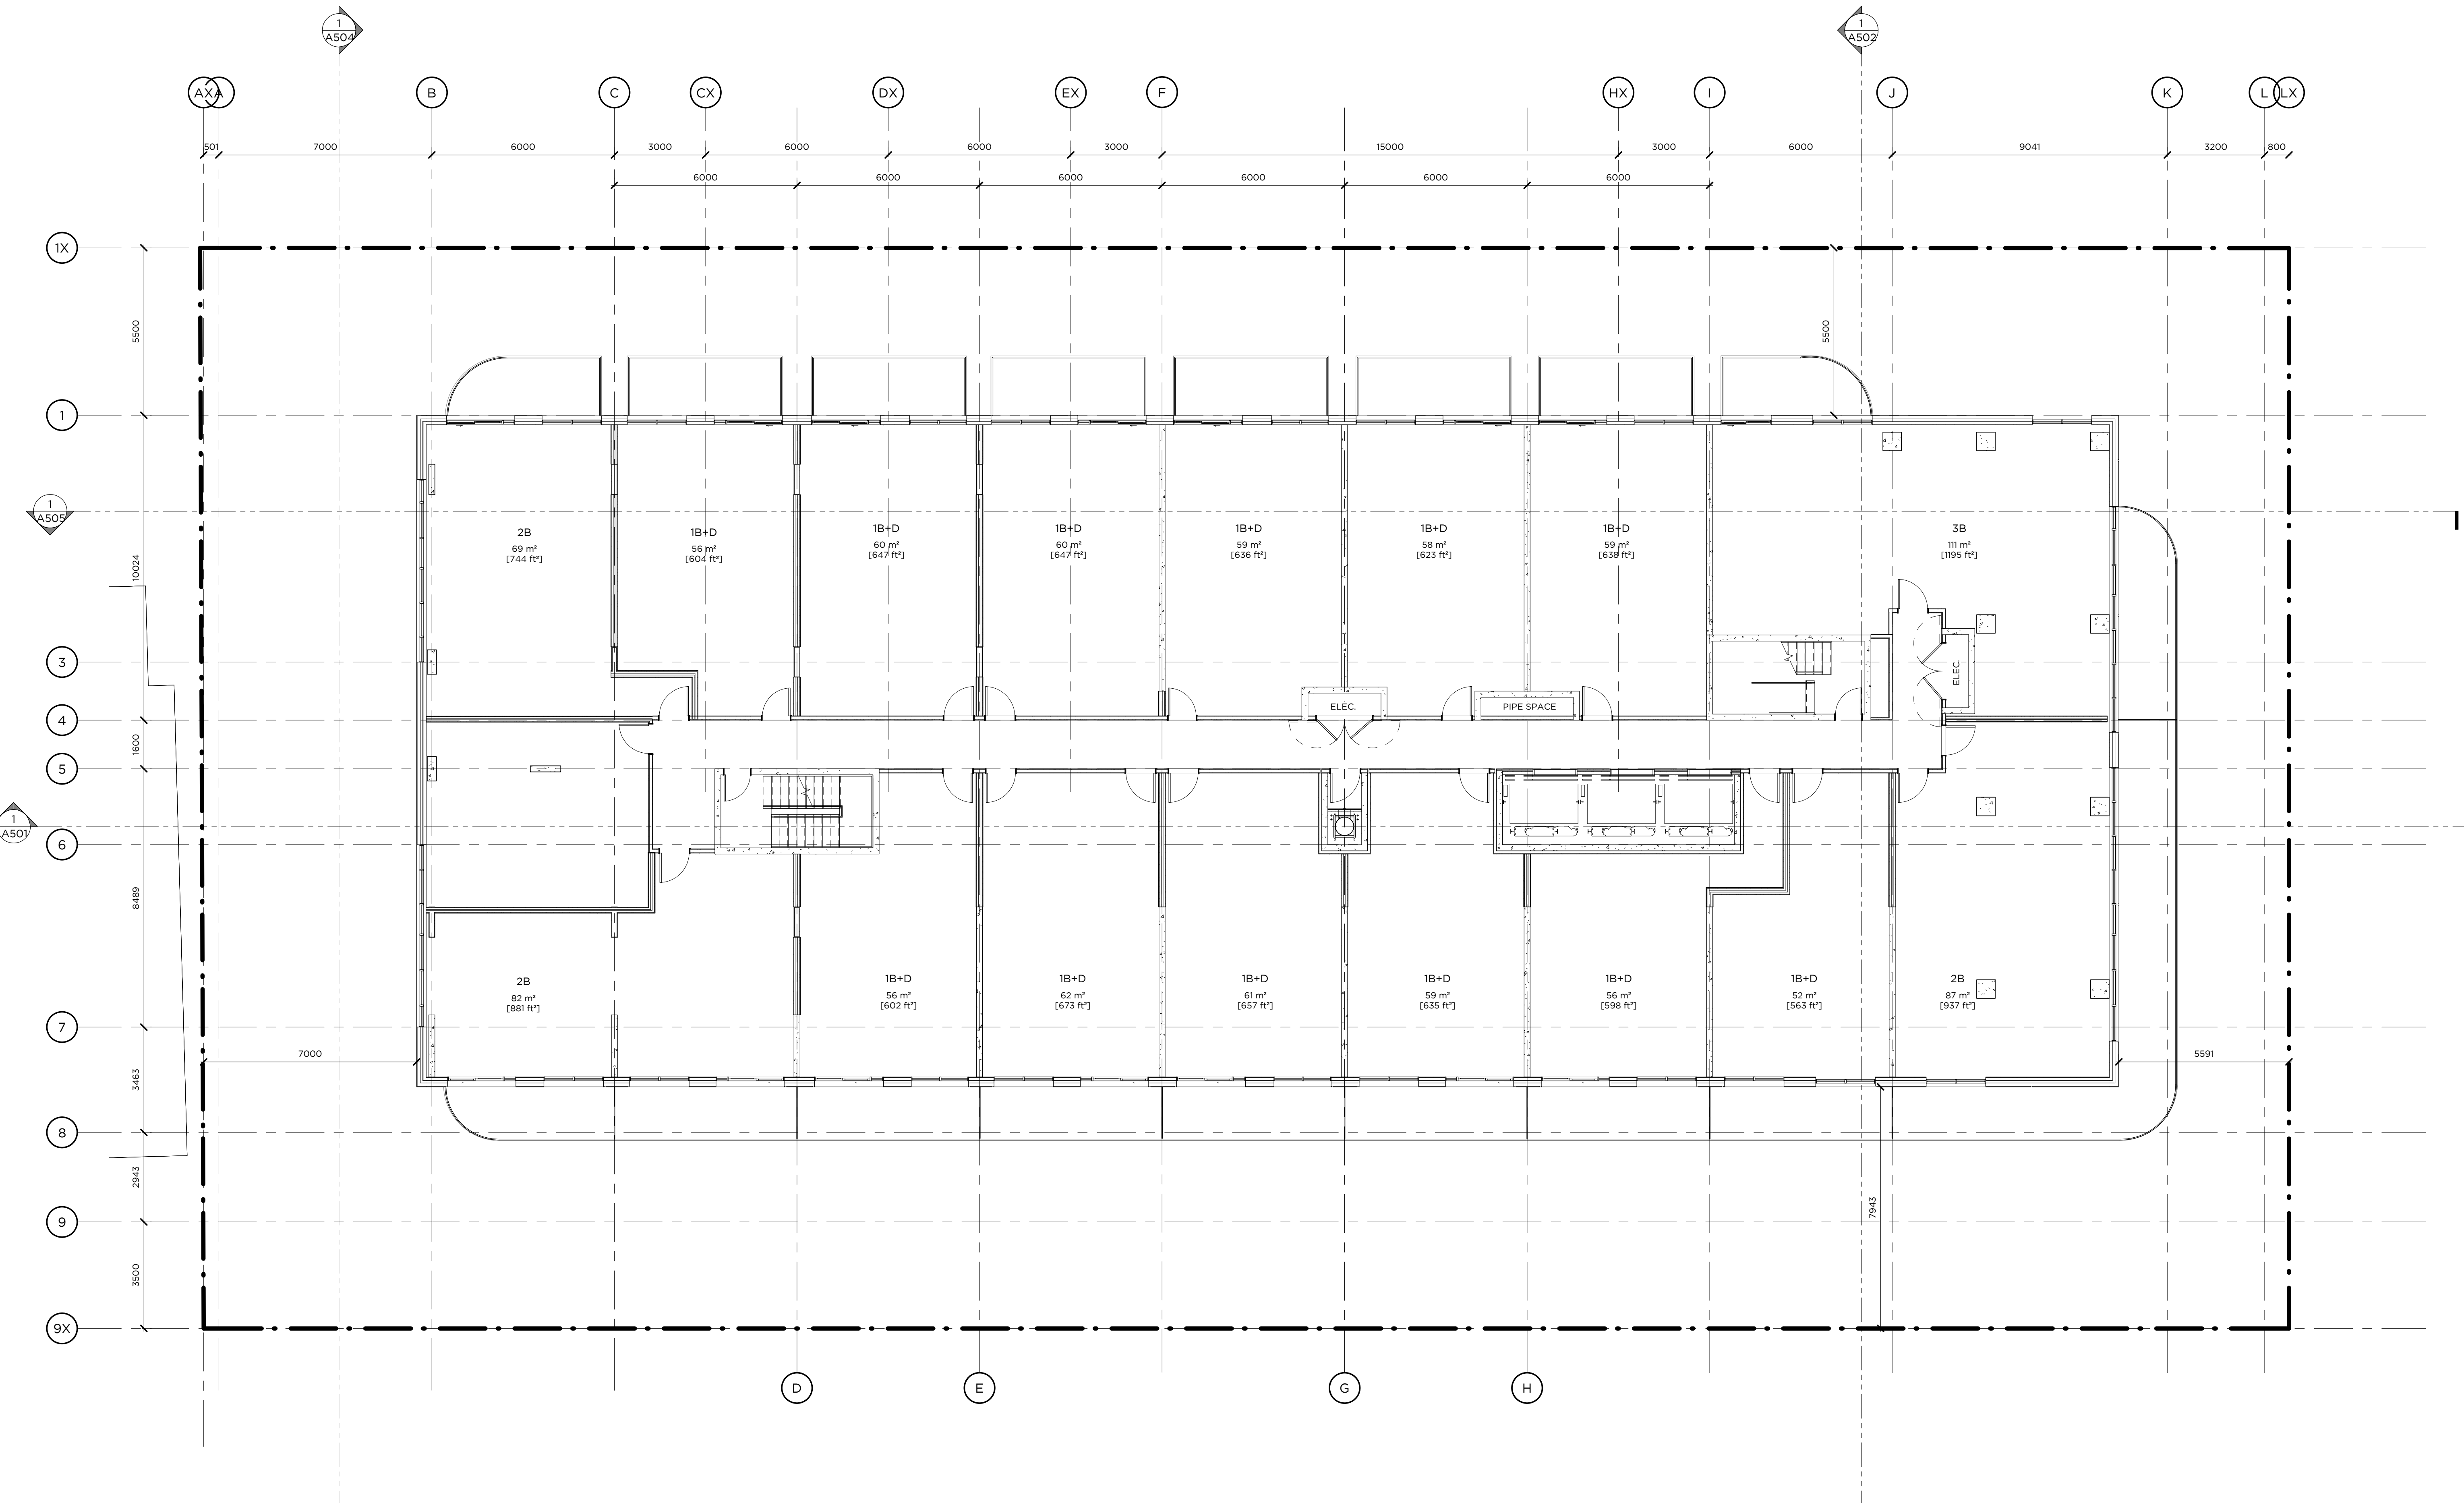 1
A504
1
A502
AX
A
B
C
CX
DX
EX
F
HX
I
J
K
L
LX
501
7000
6000
3000
6000
6000
3000
15000
3000
6000
9041
3200
800
6000
6000
6000
6000
6000
6000
1X
5500
5500
1
1
A505
2B
69 m²
[744 ft²]
1B+D
56 m²
[604 ft²]
1B+D
60 m²
[647 ft²]
1B+D
60 m²
[647 ft²]
1B+D
59 m²
[636 ft²]
1B+D
58 m²
[623 ft²]
1B+D
59 m²
[638 ft²]
3B
111 m²
[1195 ft²]
10024
3
ELEC.
ELEC.
PIPE SPACE
4
1600
5
1
A501
6
8489
2B
82 m²
[881 ft²]
1B+D
56 m²
[602 ft²]
1B+D
62 m²
[673 ft²]
1B+D
61 m²
[657 ft²]
1B+D
59 m²
[635 ft²]
1B+D
56 m²
[598 ft²]
1B+D
52 m²
[563 ft²]
2B
87 m²
[937 ft²]
7
7000
5591
3463
8
2943
7943
9
3500
9X
D
E
G
H